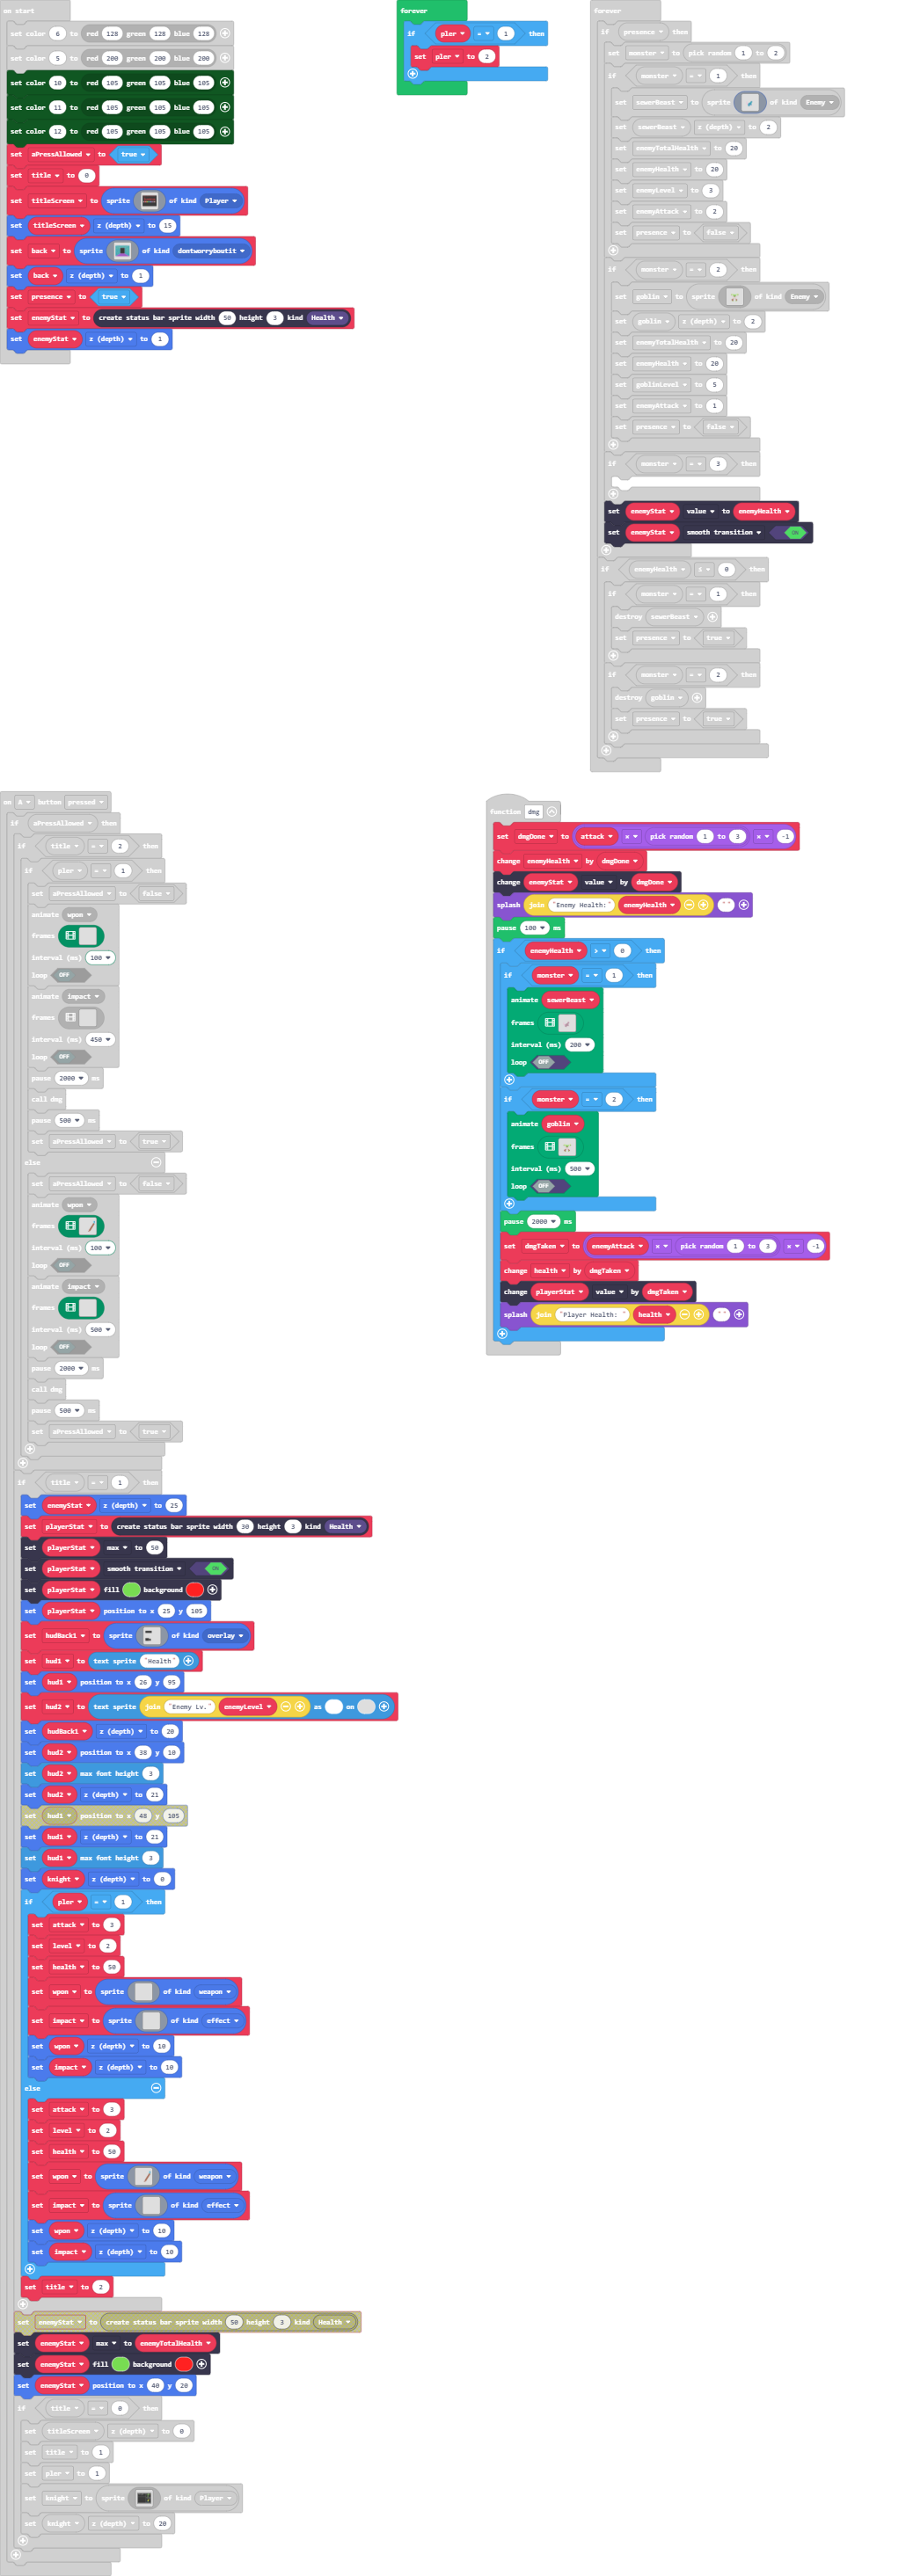 on start
set color 6 to red 128 green 128 blue 128
set color 5 to red 200 green 200 blue 200
set color 10 to red 105 green 105 blue 105
set color 11 to red 105 green 105 blue 105
set color 12 to red 105 green 105 blue 105
set aPressAllowed to true
set title to 0
set titleScreen to sprite of kind Player
set titleScreen z (depth) to 15
set back to sprite of kind dontworryboutit
set back z (depth) to 1
set presence to true
set enemyStat to create status bar sprite width 50 height 3 kind Health
set enemyStat z (depth) to 1
forever
if pler = 1 then
set pler to 2
forever
if presence then
set monster to pick random 1 to 2
if monster = 1 then
set sewerBeast to sprite of kind Enemy
set sewerBeast z (depth) to 2
set enemyTotalHealth to 20
set enemyHealth to 20
set enemyLevel to 3
set enemyAttack to 2
set presence to false
if monster = 2 then
set goblin to sprite of kind Enemy
set goblin z (depth) to 2
set enemyTotalHealth to 20
set enemyHealth to 20
set goblinLevel to 5
set enemyAttack to 1
set presence to false
if monster = 3 then
set enemyStat value to enemyHealth
set enemyStat smooth transition ON
if enemyHealth ≤ 0 then
if monster = 1 then
destroy sewerBeast
set presence to true
if monster = 2 then
destroy goblin
set presence to true
on A button pressed
if aPressAllowed then
if title = 2 then
if pler = 1 then
set aPressAllowed to false
animate wpon
frames
interval (ms) 100
loop OFF
animate impact
frames
interval (ms) 450
loop OFF
pause 2000 ms
call dmg
pause 500 ms
set aPressAllowed to true
else
set aPressAllowed to false
animate wpon
frames
interval (ms) 100
loop OFF
animate impact
frames
interval (ms) 500
loop OFF
pause 2000 ms
call dmg
pause 500 ms
set aPressAllowed to true
if title = 1 then
set enemyStat z (depth) to 25
set playerStat to create status bar sprite width 30 height 3 kind Health
set playerStat max to 50
set playerStat smooth transition ON
set playerStat fill background
set playerStat position to x 25 y 105
set hudBack1 to sprite of kind overlay
set hud1 to text sprite "Health"
set hud1 position to x 26 y 95
set hud2 to text sprite join "Enemy Lv." enemyLevel as on
set hudBack1 z (depth) to 20
set hud2 position to x 38 y 10
set hud2 max font height 3
set hud2 z (depth) to 21
set hud1 position to x 48 y 105
set hud1 z (depth) to 21
set hud1 max font height 3
set knight z (depth) to 0
if pler = 1 then
set attack to 3
set level to 2
set health to 50
set wpon to sprite of kind weapon
set impact to sprite of kind effect
set wpon z (depth) to 10
set impact z (depth) to 10
else
set attack to 3
set level to 2
set health to 50
set wpon to sprite of kind weapon
set impact to sprite of kind effect
set wpon z (depth) to 10
set impact z (depth) to 10
set title to 2
set enemyStat to create status bar sprite width 50 height 3 kind Health
set enemyStat max to enemyTotalHealth
set enemyStat fill background
set enemyStat position to x 40 y 20
if title = 0 then
set titleScreen z (depth) to 0
set title to 1
set pler to 1
set knight to sprite of kind Player
set knight z (depth) to 20
function dmg
set dmgDone to attack × pick random 1 to 3 × -1
change enemyHealth by dmgDone
change enemyStat value by dmgDone
splash join "Enemy Health:" enemyHealth " "
pause 100 ms
if enemyHealth > 0 then
if monster = 1 then
animate sewerBeast
frames
interval (ms) 200
loop OFF
if monster = 2 then
animate goblin
frames
interval (ms) 500
loop OFF
pause 2000 ms
set dmgTaken to enemyAttack × pick random 1 to 3 × -1
change health by dmgTaken
change playerStat value by dmgTaken
splash join "Player Health: " health " "